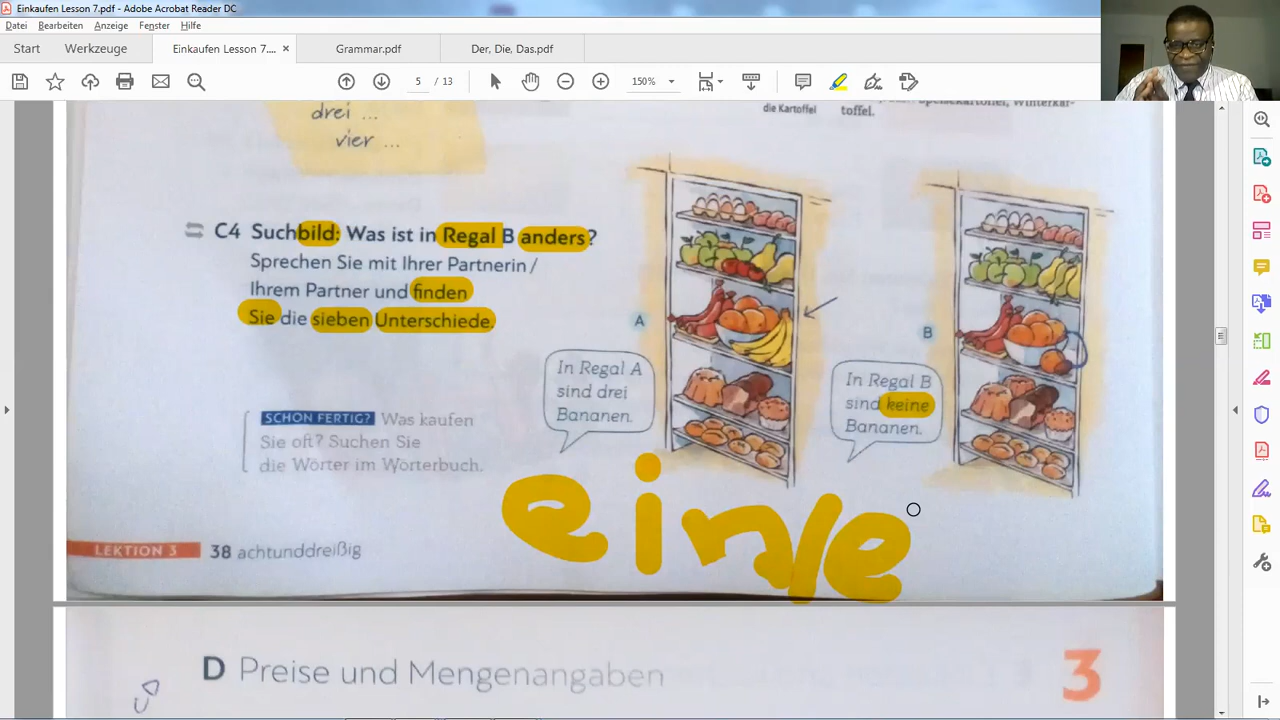 Einkaufen Lesson 7.pdf - Adobe Acrobat Reader DC
Datei Bearbeiten Anzeige Fenster Hilfe
Start Werkzeuge Einkaufen Lesson 7.... × Grammar.pdf Der, Die, Das.pdf
5 / 13 150%
drei ...
vier ...
die Kartoffel
toffel.
C4 Suchbild: Was ist in Regal B anders?
Sprechen Sie mit Ihrer Partnerin /
Ihrem Partner und finden
Sie die sieben Unterschiede.
A
B
In Regal A
sind drei
Bananen.
In Regal B
sind keine
Bananen.
SCHON FERTIG? Was kaufen
Sie oft? Suchen Sie
die Wörter im Wörterbuch.
ein/e
LEKTION 3 38 achtunddreißig
D Preise und Mengenangaben 3